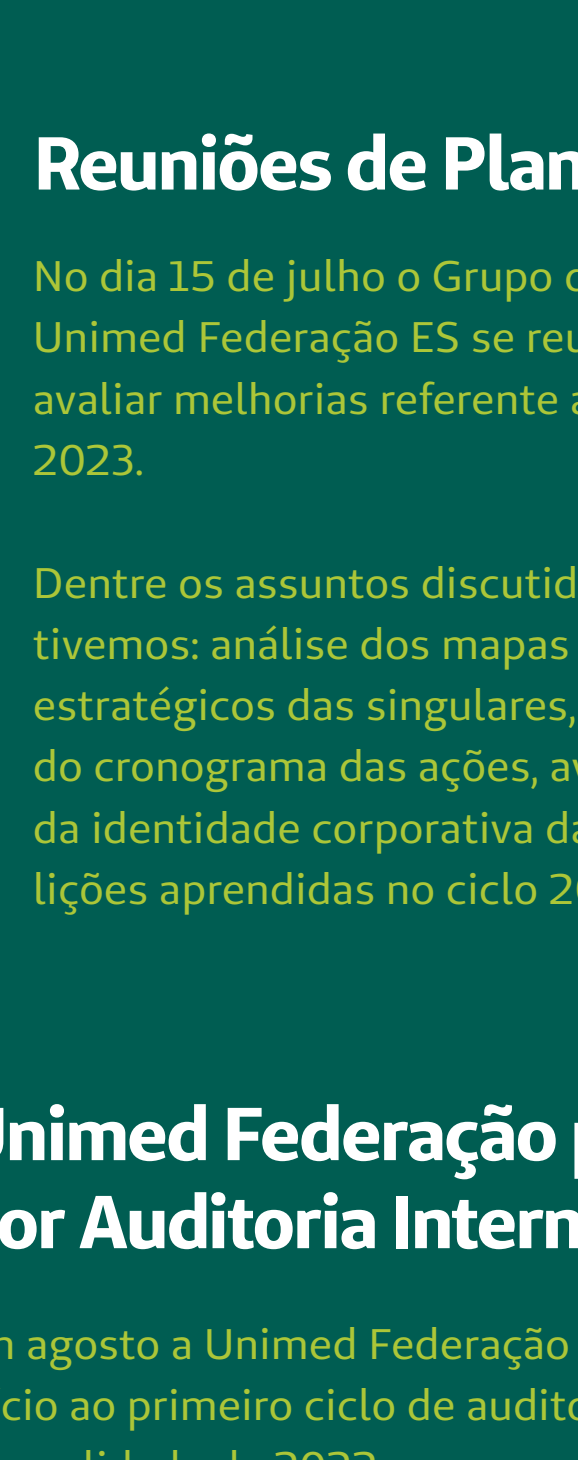 Reuniões de Plan
No dia 15 de julho o Grupo
Unimed Federação ES se reu
avaliar melhorias referente a
2023.
Dentre os assuntos discutid
tivemos: análise dos mapas
estratégicos das singulares,
do cronograma das ações, av
da identidade corporativa da
lições aprendidas no ciclo 20
Unimed Federação p
or Auditoria Intern
agosto a Unimed Federação
cio ao primeiro ciclo de audito